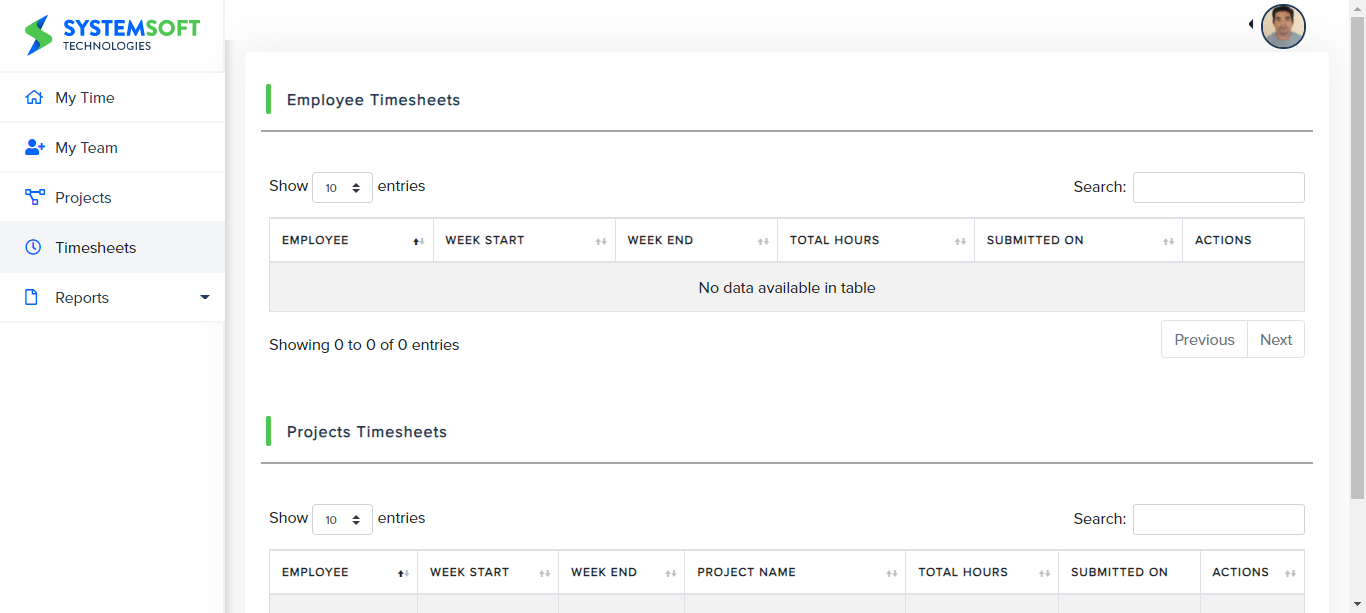 SYSTEMSOFT
TECHNOLOGIES
My Time
My Team
Projects
Timesheets
Reports
Employee Timesheets
Show 10 entries Search:
EMPLOYEE WEEK START WEEK END TOTAL HOURS SUBMITTED ON ACTIONS
No data available in table
Showing 0 to 0 of 0 entries Previous Next
Projects Timesheets
Show 10 entries Search:
EMPLOYEE WEEK START WEEK END PROJECT NAME TOTAL HOURS SUBMITTED ON ACTIONS